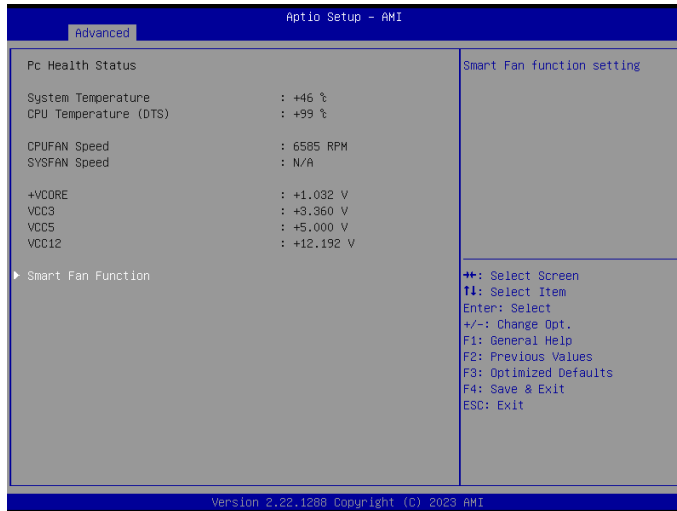 Aptio Setup – AMI
Advanced
Pc Health Status
System Temperature : +46 ℃
CPU Temperature (DTS) : +99 ℃
CPUFAN Speed : 6585 RPM
SYSFAN Speed : N/A
+VCORE : +1.032 V
VCC3 : +3.360 V
VCC5 : +5.000 V
VCC12 : +12.192 V
Smart Fan Function
Smart Fan function setting
→←: Select Screen
↑↓: Select Item
Enter: Select
+/-: Change Opt.
F1: General Help
F2: Previous Values
F3: Optimized Defaults
F4: Save & Exit
ESC: Exit
Version 2.22.1288 Copyright (C) 2023 AMI